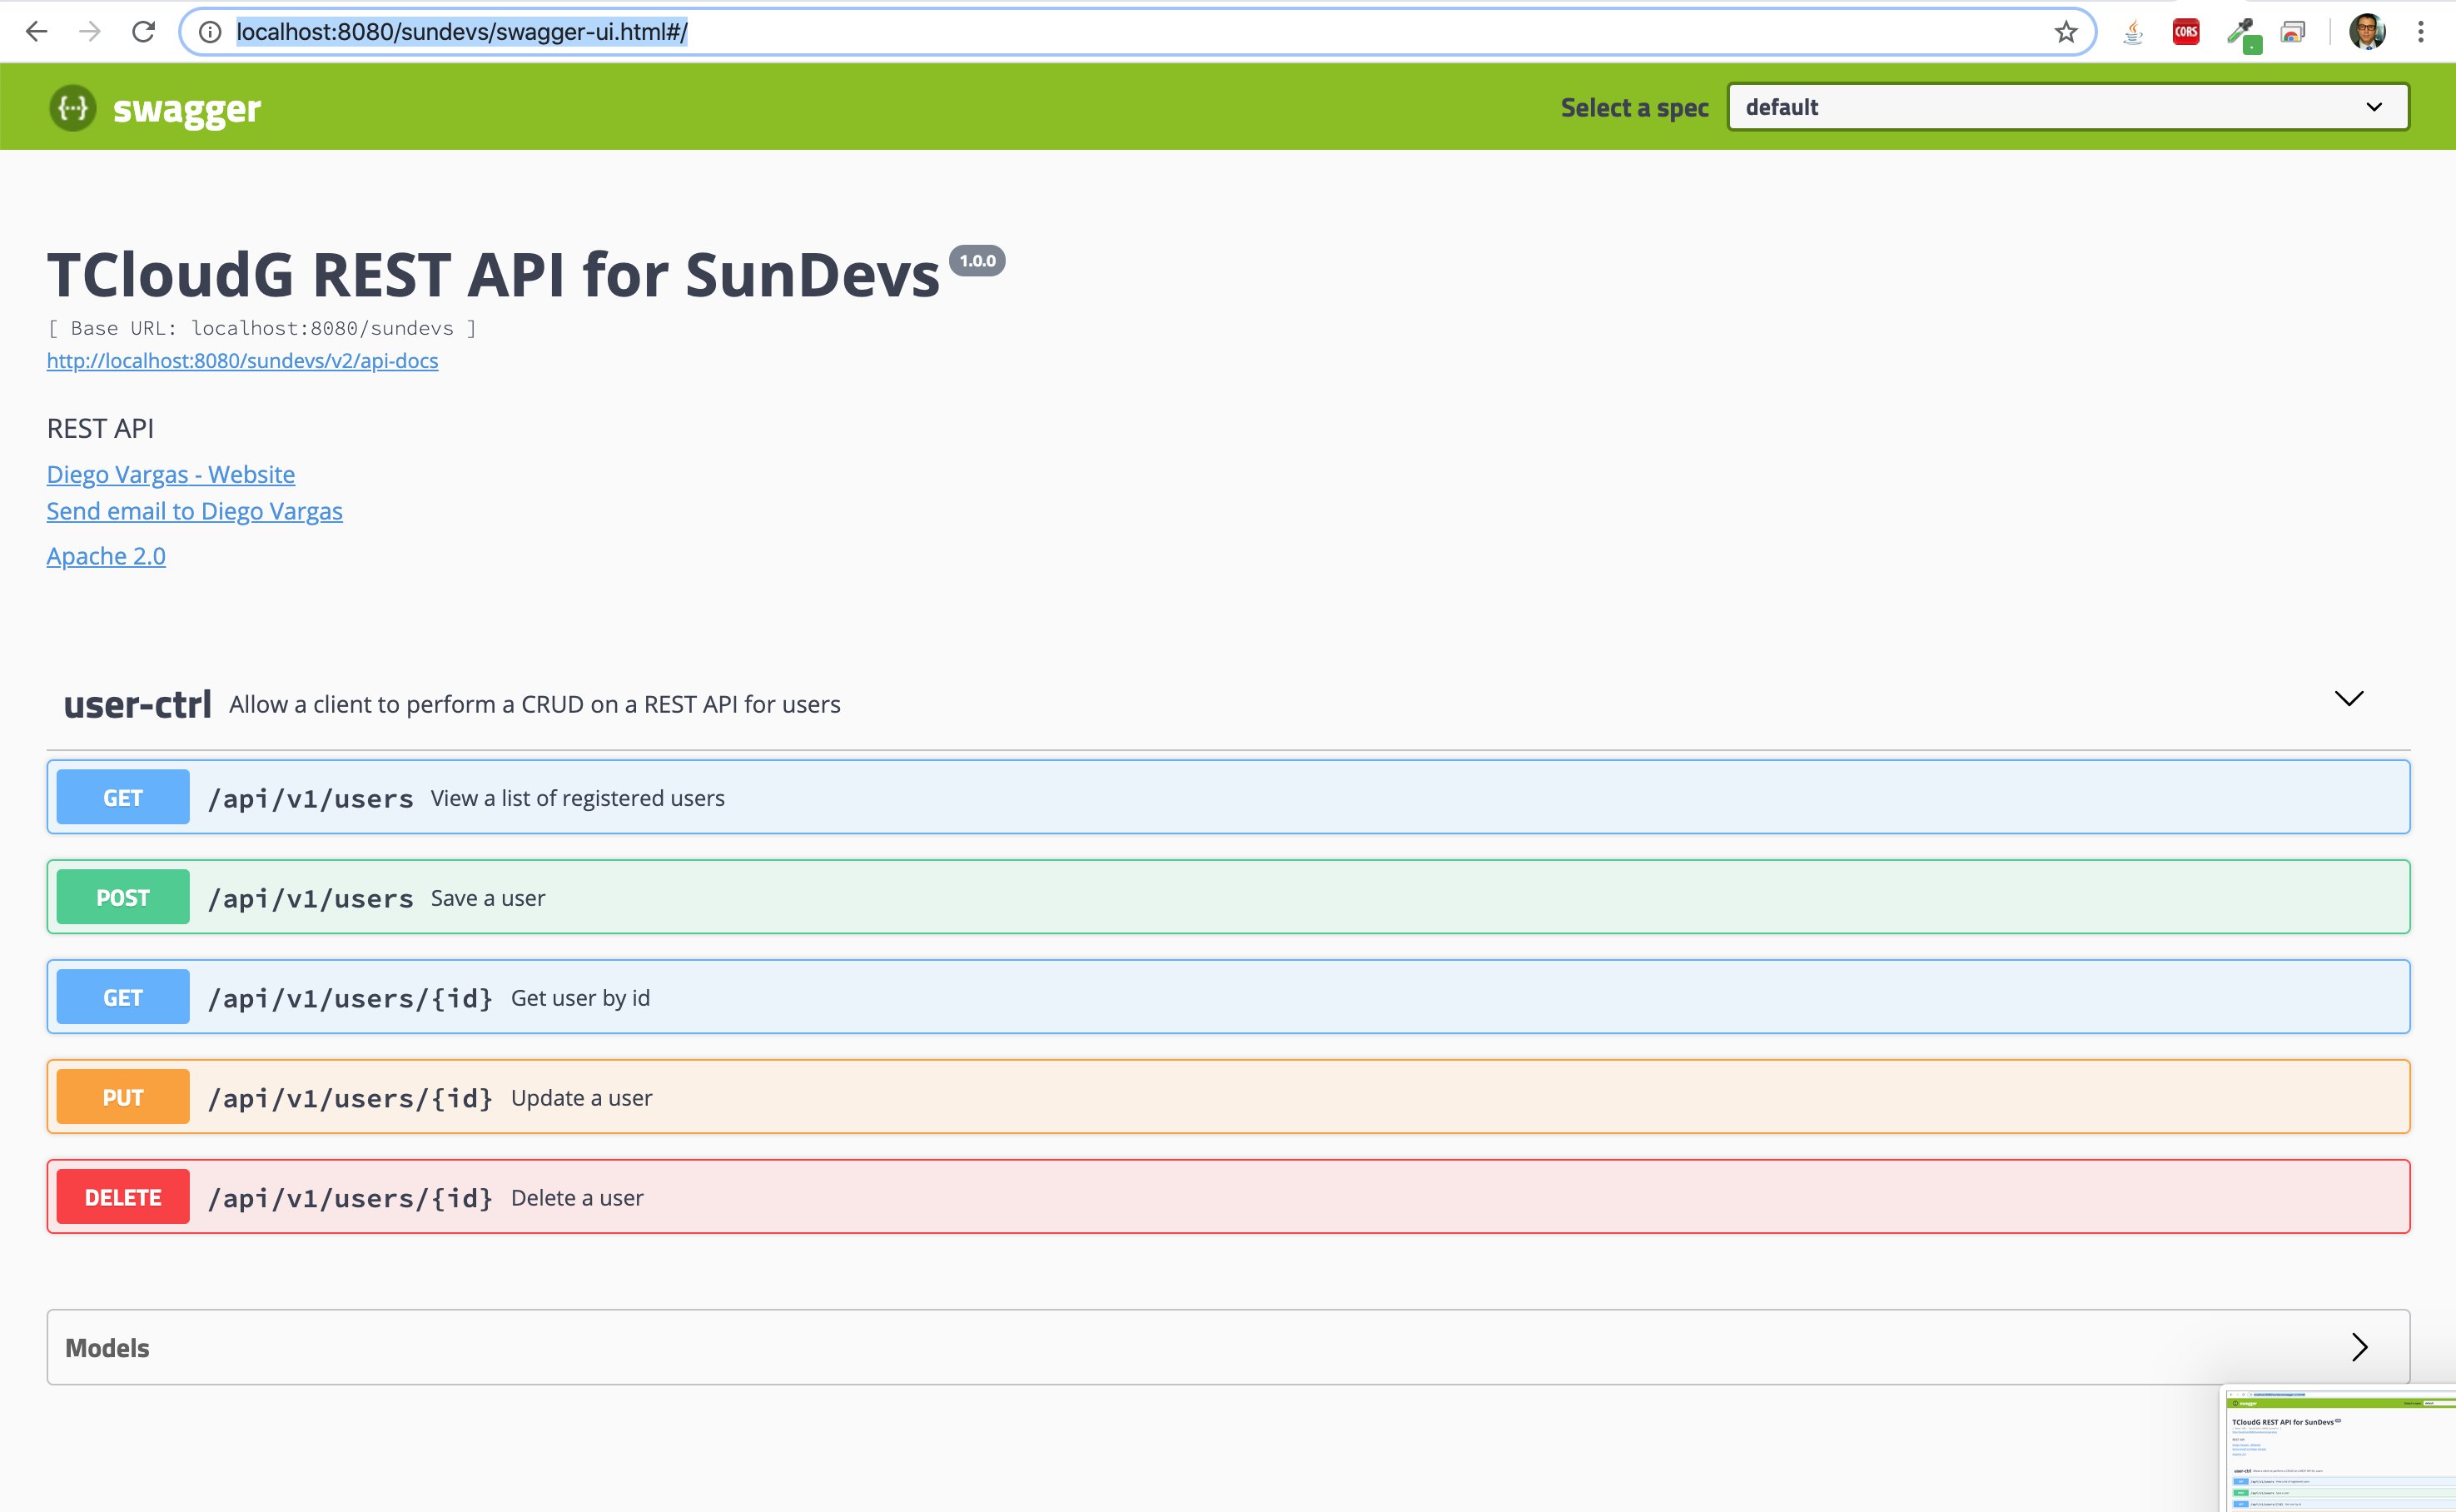 localhost:8080/sundevs/swagger-ui.html#/
CORS
{···} swagger
Select a spec default
TCloudG REST API for SunDevs 1.0.0
[ Base URL: localhost:8080/sundevs ]
http://localhost:8080/sundevs/v2/api-docs
REST API
Diego Vargas - Website
Send email to Diego Vargas
Apache 2.0
user-ctrl Allow a client to perform a CRUD on a REST API for users
GET /api/v1/users View a list of registered users
POST /api/v1/users Save a user
GET /api/v1/users/{id} Get user by id
PUT /api/v1/users/{id} Update a user
DELETE /api/v1/users/{id} Delete a user
Models
TCloudG REST API for SunDevs